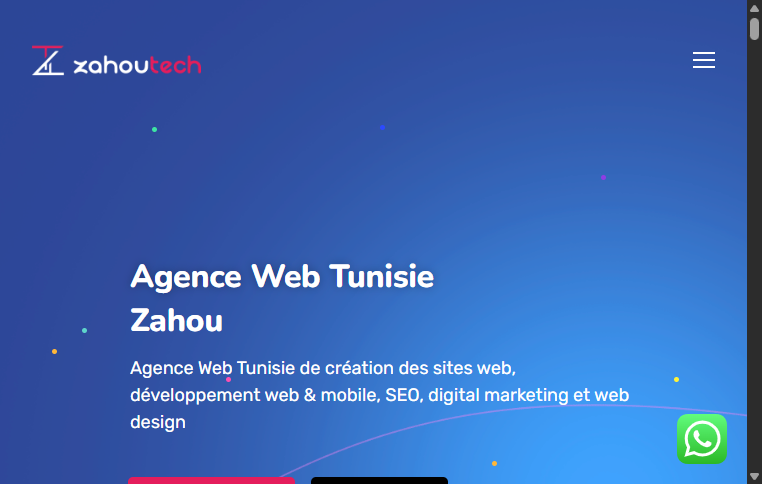 zahoutech
Agence Web Tunisie
Zahou
Agence Web Tunisie de création des sites web,
développement web & mobile, SEO, digital marketing et web
design